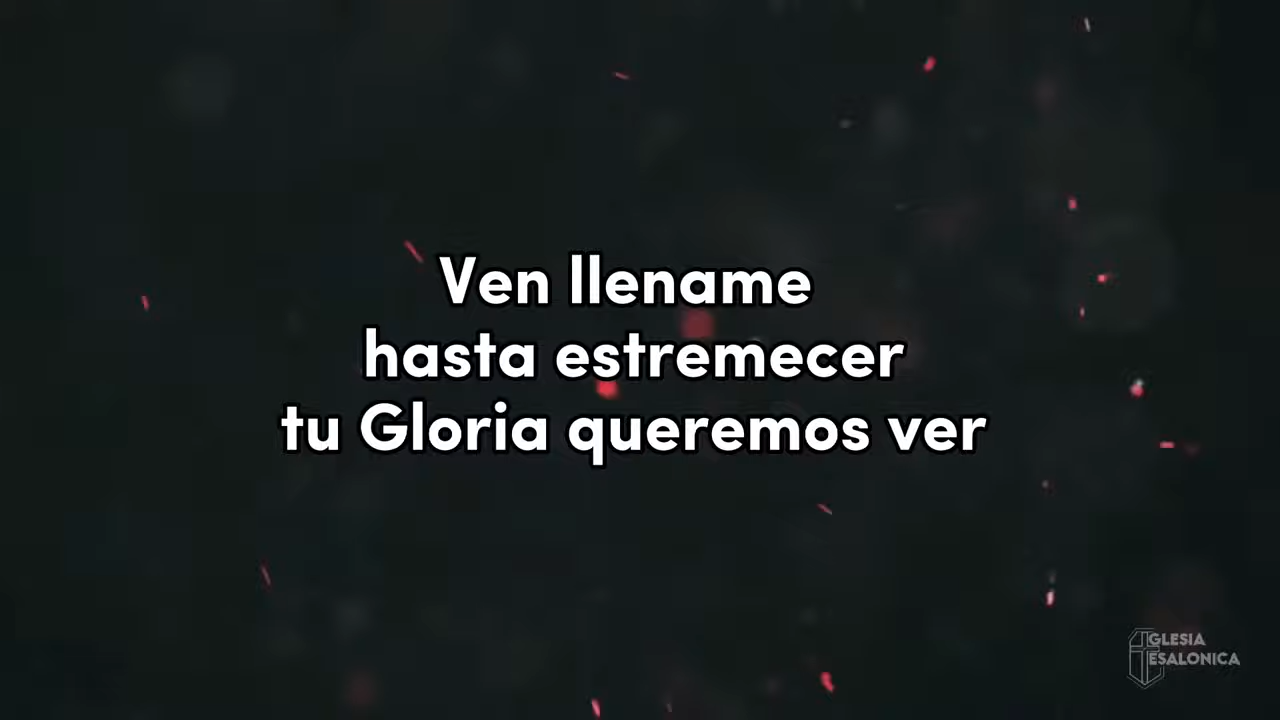 Ven llename
hasta estremecer
tu Gloria queremos ver
IGLESIA
TESALONICA